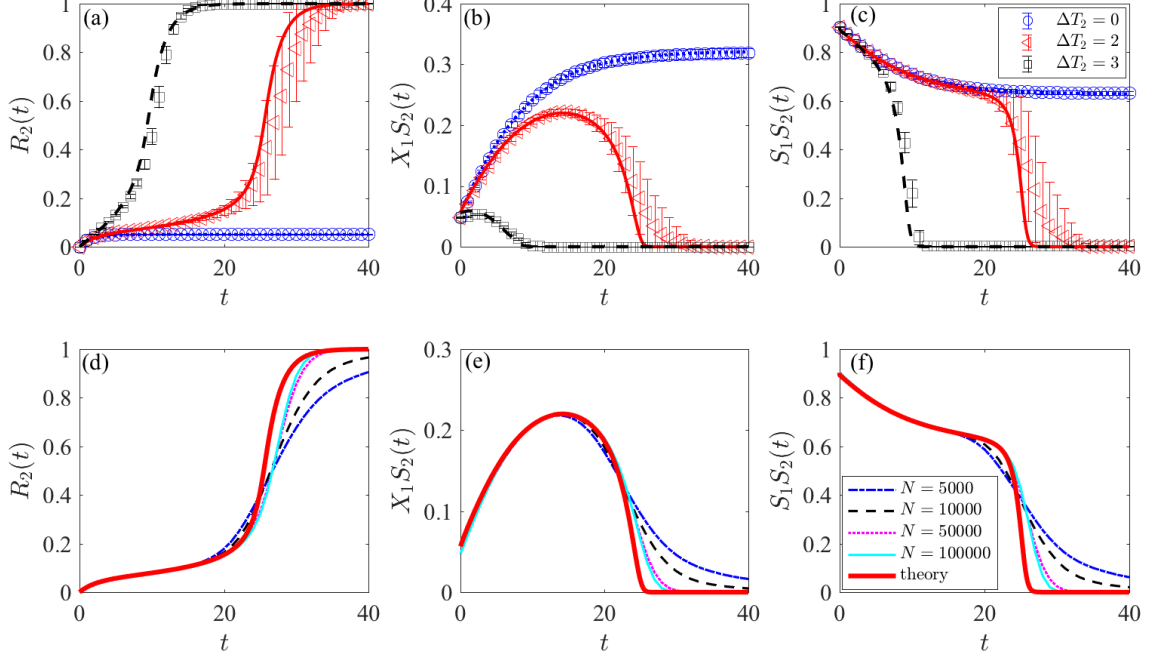 (a)
R₂(t)
1
0.8
0.6
0.4
0.2
0
0 20 40
t
(b)
X₁S₂(t)
0.4
0.3
0.2
0.1
0
0 20 40
t
(c)
S₁S₂(t)
1
0.8
0.6
0.4
0.2
0
0 20 40
t
ΔT₂ = 0
ΔT₂ = 2
ΔT₂ = 3
(d)
R₂(t)
1
0.8
0.6
0.4
0.2
0
0 20 40
t
(e)
X₁S₂(t)
0.3
0.2
0.1
0
0 20 40
t
(f)
S₁S₂(t)
1
0.8
0.6
0.4
0.2
0
0 20 40
t
N = 5000
N = 10000
N = 50000
N = 100000
theory